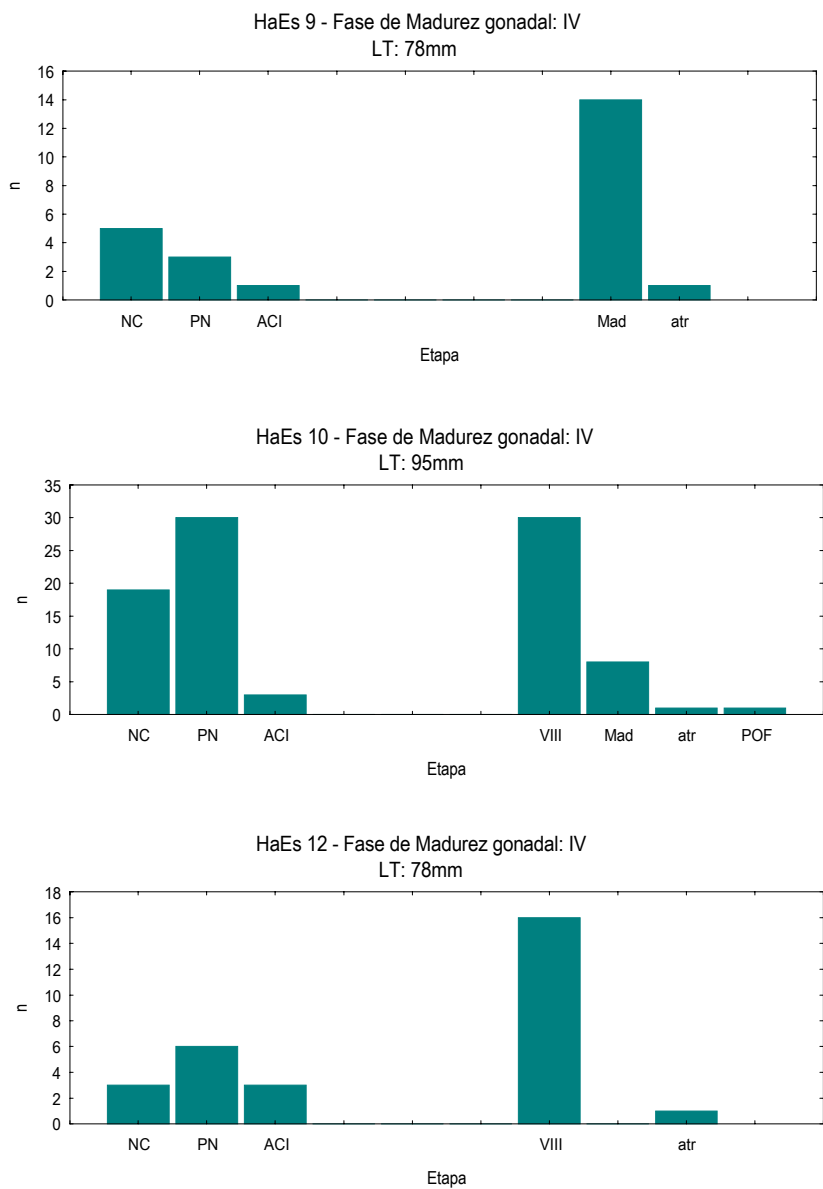 HaEs 9 - Fase de Madurez gonadal: IV
LT: 78mm
16
14
12
10
8
6
4
2
0
n
NC PN ACI Mad atr
Etapa
HaEs 10 - Fase de Madurez gonadal: IV
LT: 95mm
35
30
25
20
15
10
5
0
n
NC PN ACI VIII Mad atr POF
Etapa
HaEs 12 - Fase de Madurez gonadal: IV
LT: 78mm
18
16
14
12
10
8
6
4
2
0
n
NC PN ACI VIII atr
Etapa